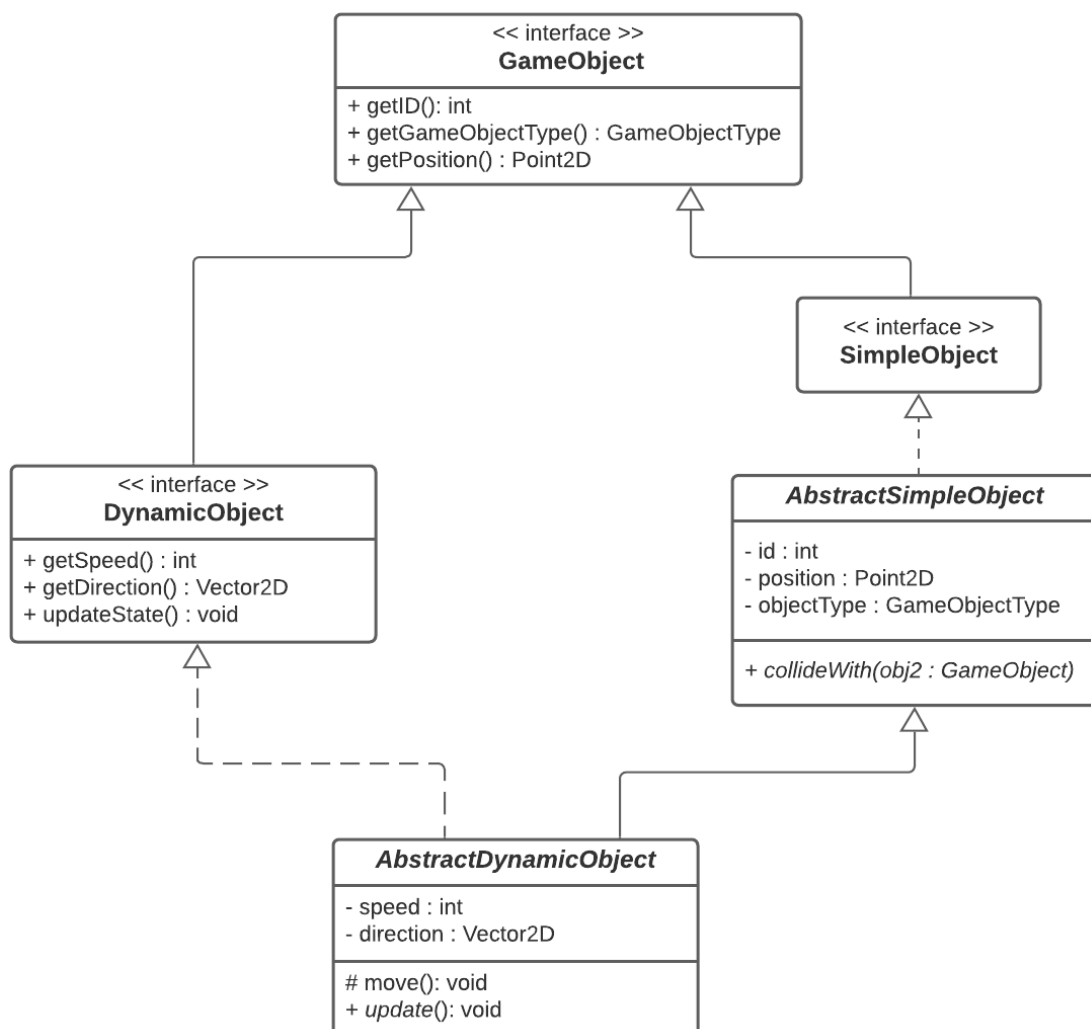 << interface >>
GameObject
+ getID(): int
+ getGameObjectType() : GameObjectType
+ getPosition() : Point2D
<< interface >>
SimpleObject
<< interface >>
DynamicObject
+ getSpeed() : int
+ getDirection() : Vector2D
+ updateState() : void
AbstractSimpleObject
- id : int
- position : Point2D
- objectType : GameObjectType
+ collideWith(obj2 : GameObject)
AbstractDynamicObject
- speed : int
- direction : Vector2D
# move(): void
+ update(): void